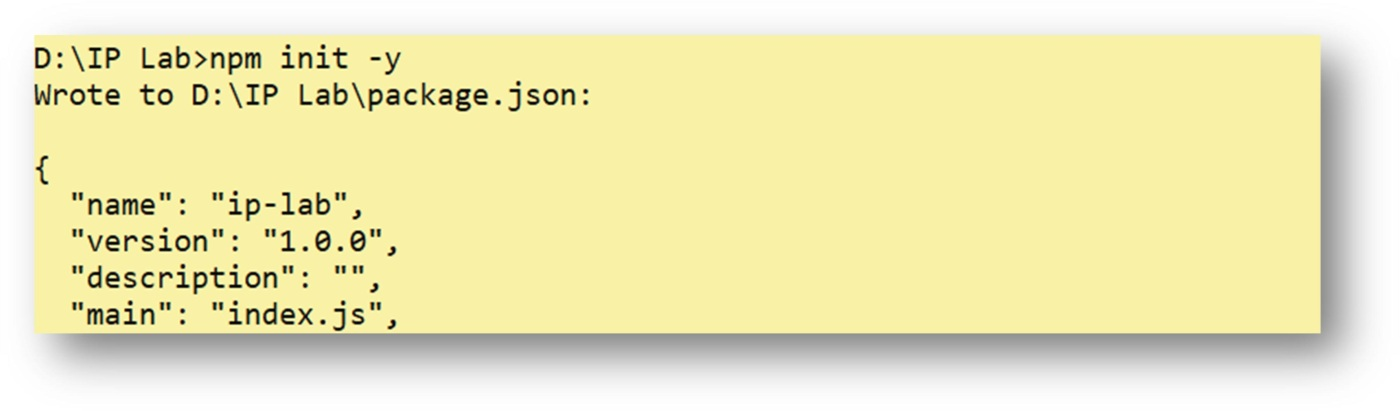 D:\IP Lab>npm init -y
Wrote to D:\IP Lab\package.json:
{
"name": "ip-lab",
"version": "1.0.0",
"description": "",
"main": "index.js",